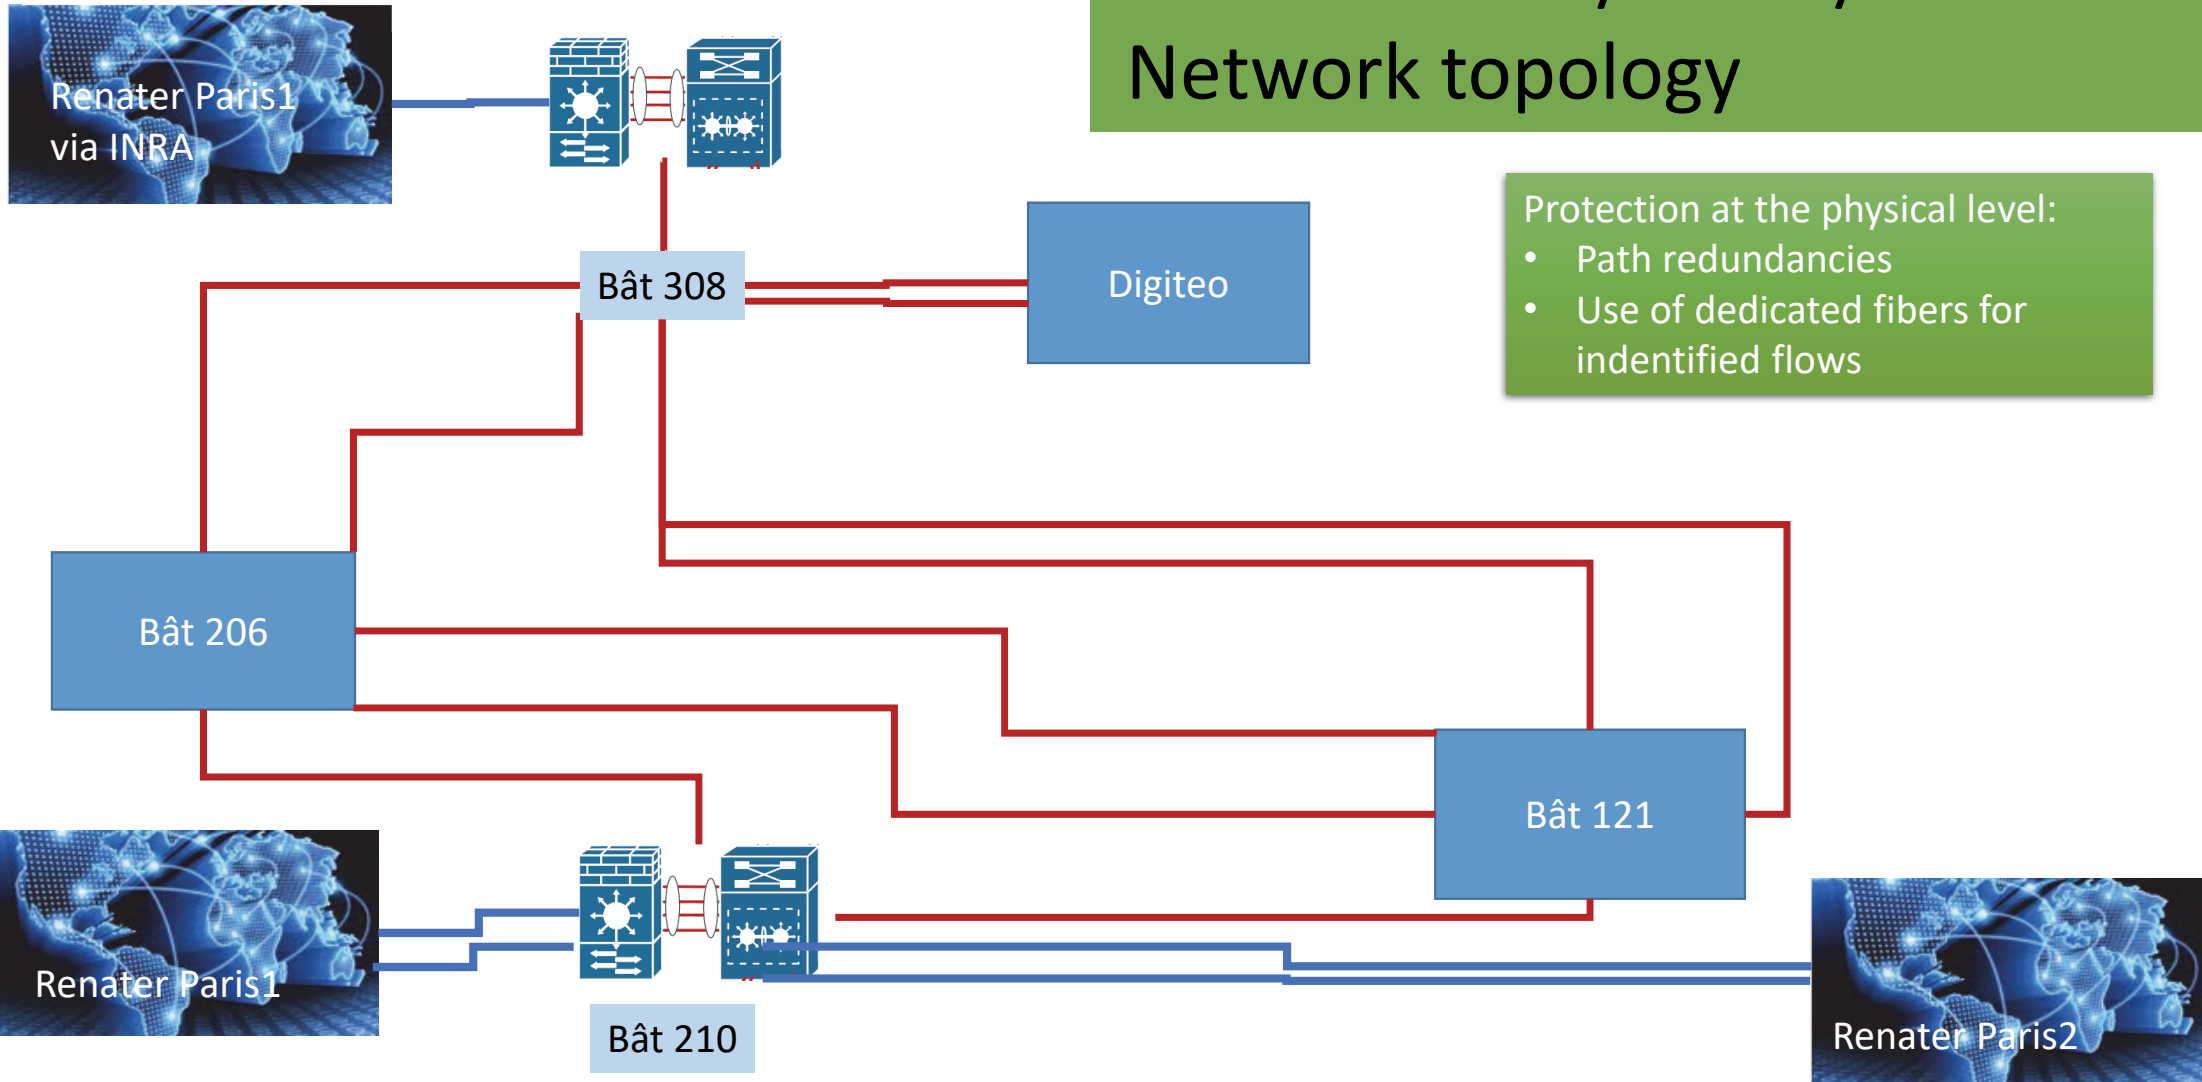 Network topology
Renater Paris1
via INRA
Protection at the physical level:
• Path redundancies
• Use of dedicated fibers for
indentified flows
Bât 308
Digiteo
Bât 206
Bât 121
Renater Paris1
Bât 210
Renater Paris2